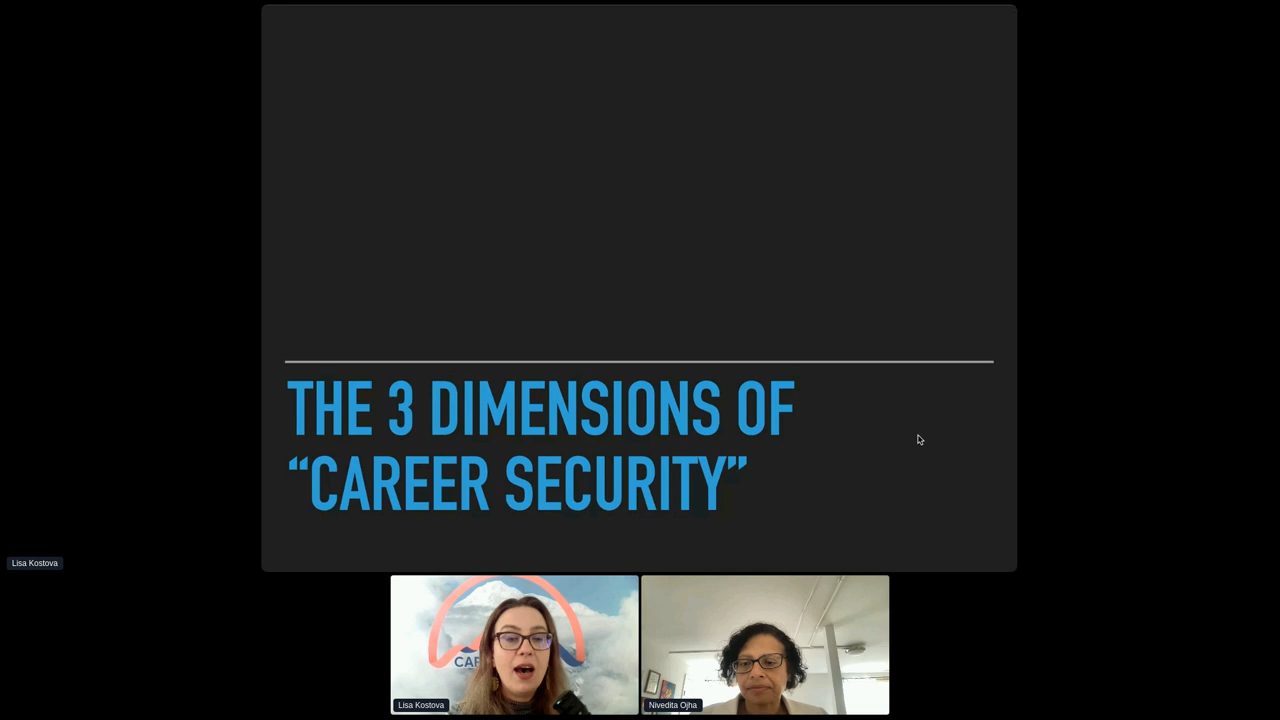 THE 3 DIMENSIONS OF
“CAREER SECURITY”
Lisa Kostova
Lisa Kostova
Nivedita Ojha